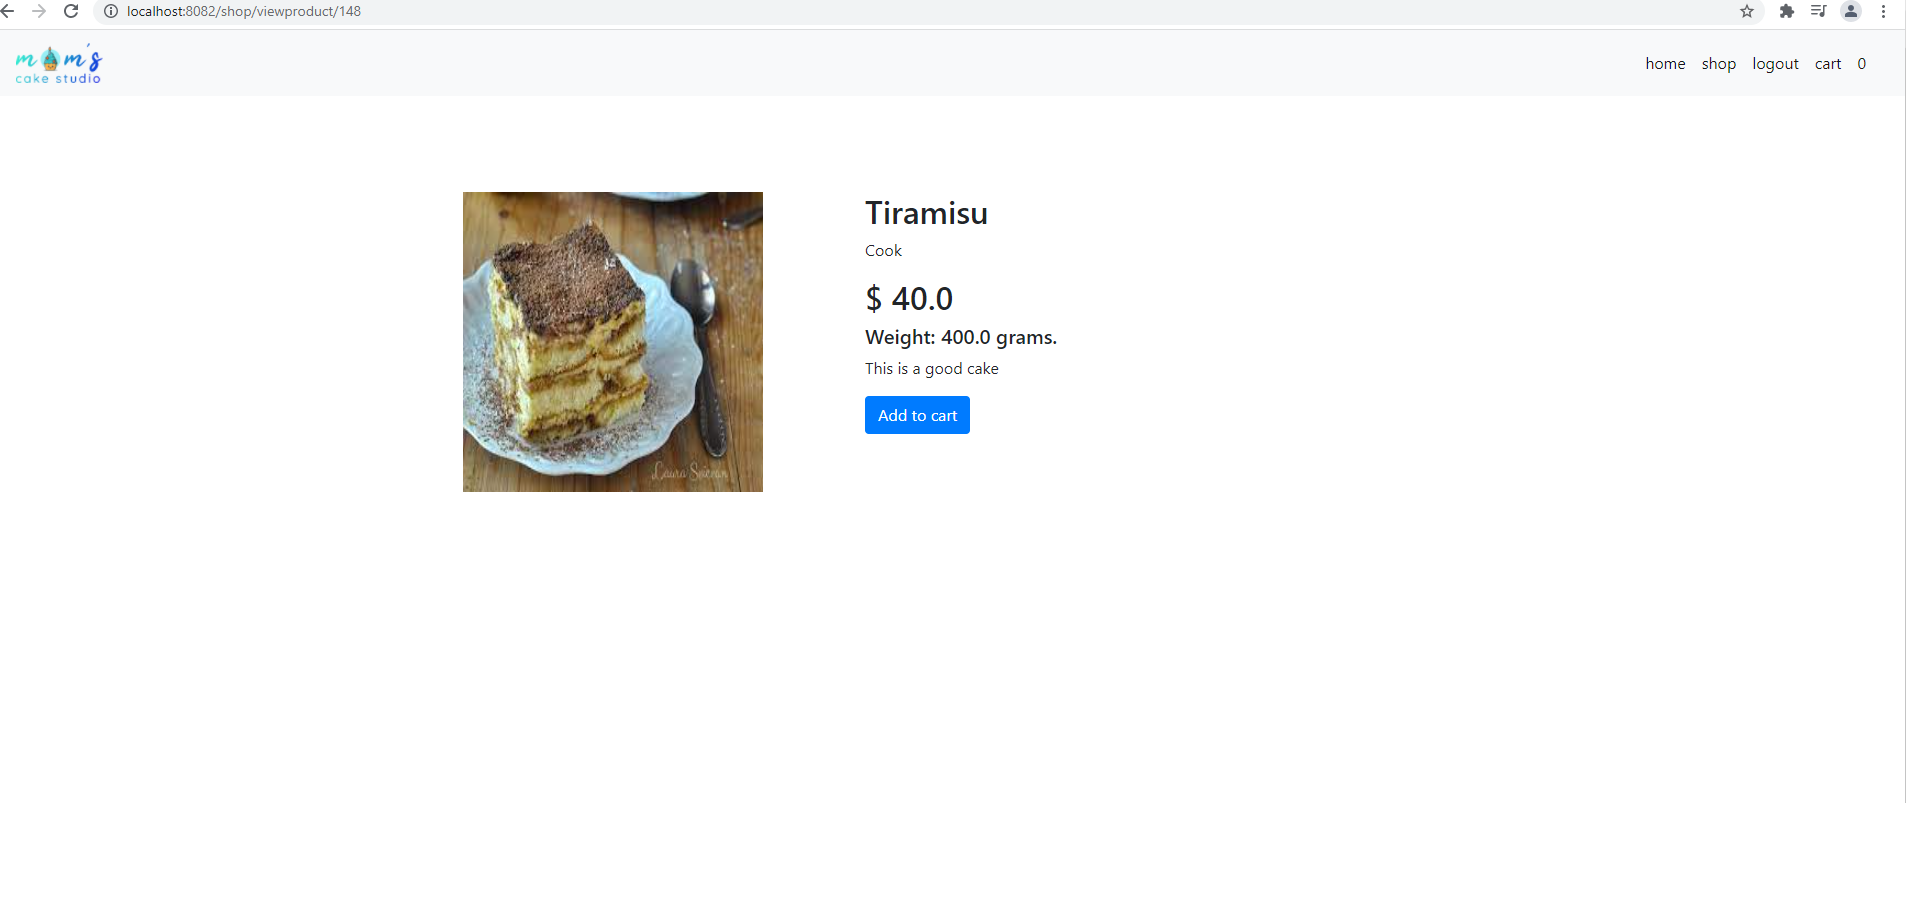 localhost:8082/shop/viewproduct/148
mom's
cake studio
home shop logout cart 0
Tiramisu
Cook
$ 40.0
Weight: 400.0 grams.
This is a good cake
Add to cart
Laura